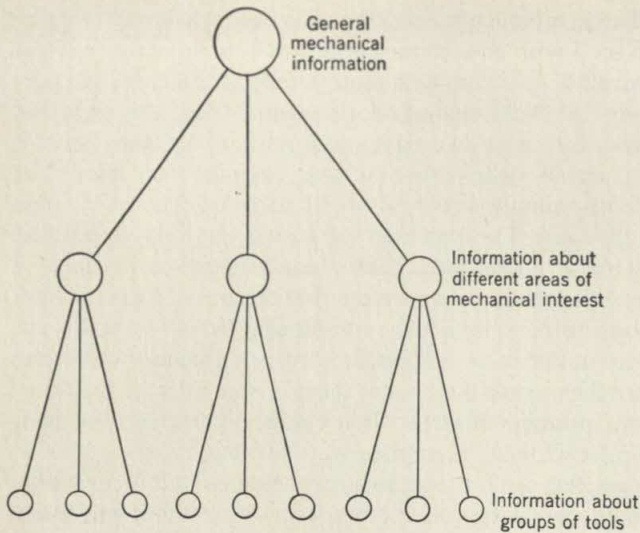 General
mechanical
information
Information about
different areas of
mechanical interest
Information about
groups of tools